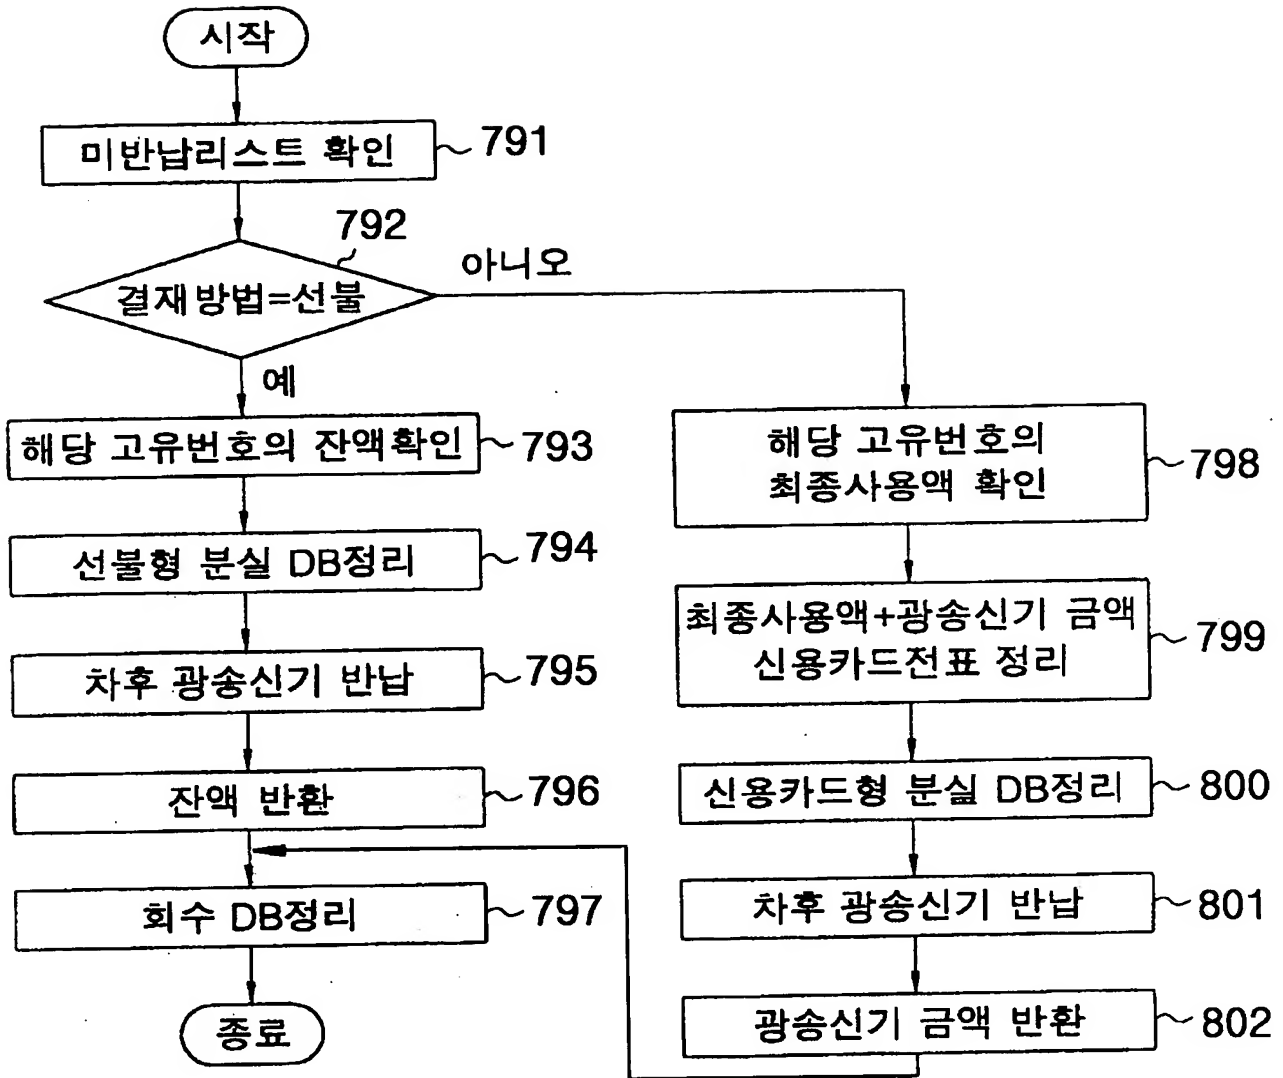 시작
미반납리스트 확인
791
792
결재방법=선불
아니오
예
해당 고유번호의 잔액확인
793
선불형 분실 DB정리
794
차후 광송신기 반납
795
잔액 반환
796
회수 DB정리
797
종료
해당 고유번호의
최종사용액 확인
798
최종사용액+광송신기 금액
신용카드전표 정리
799
신용카드형 분실 DB정리
800
차후 광송신기 반납
801
광송신기 금액 반환
802